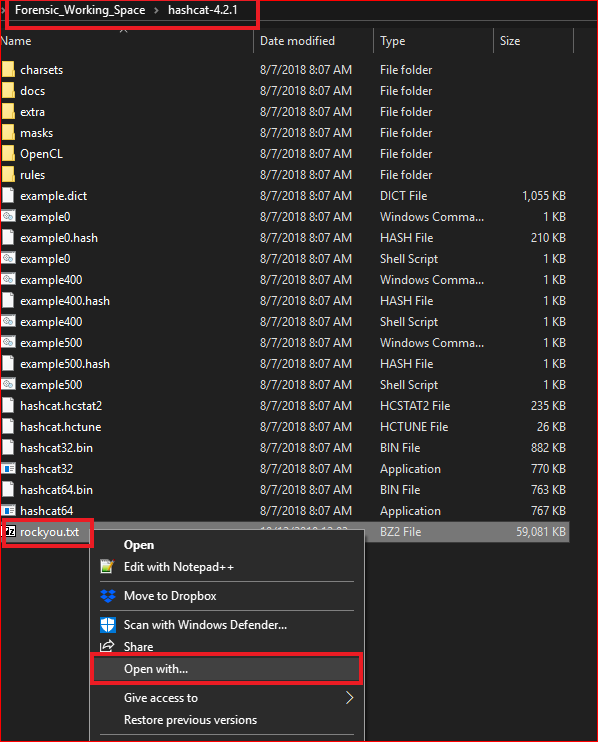 Forensic_Working_Space > hashcat-4.2.1
Name Date modified Type Size
charsets 8/7/2018 8:07 AM File folder
docs 8/7/2018 8:07 AM File folder
extra 8/7/2018 8:07 AM File folder
masks 8/7/2018 8:07 AM File folder
OpenCL 8/7/2018 8:07 AM File folder
rules 8/7/2018 8:07 AM File folder
example.dict 8/7/2018 8:07 AM DICT File 1,055 KB
example0 8/7/2018 8:07 AM Windows Comma... 1 KB
example0.hash 8/7/2018 8:07 AM HASH File 210 KB
example0 8/7/2018 8:07 AM Shell Script 1 KB
example400 8/7/2018 8:07 AM Windows Comma... 1 KB
example400.hash 8/7/2018 8:07 AM HASH File 1 KB
example400 8/7/2018 8:07 AM Shell Script 1 KB
example500 8/7/2018 8:07 AM Windows Comma... 1 KB
example500.hash 8/7/2018 8:07 AM HASH File 1 KB
example500 8/7/2018 8:07 AM Shell Script 1 KB
hashcat.hcstat2 8/7/2018 8:07 AM HCSTAT2 File 235 KB
hashcat.hctune 8/7/2018 8:07 AM HCTUNE File 26 KB
hashcat32.bin 8/7/2018 8:07 AM BIN File 882 KB
hashcat32 8/7/2018 8:07 AM Application 770 KB
hashcat64.bin 8/7/2018 8:07 AM BIN File 763 KB
hashcat64 8/7/2018 8:07 AM Application 767 KB
rockyou.txt BZ2 File 59,081 KB
Open
Edit with Notepad++
Move to Dropbox
Scan with Windows Defender...
Share
Open with...
Give access to
Restore previous versions